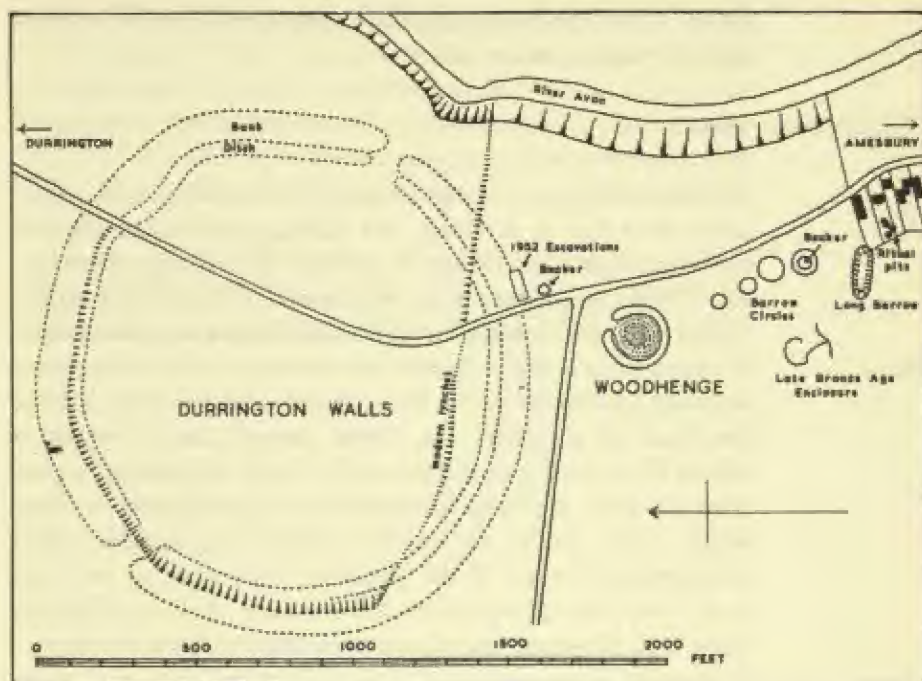 River Avon
Bank
Ditch
DURRINGTON
AMESBURY
1952 Excavations
Beaker
Beaker
Ritual
pits
Barrow
Circles
Long Barrow
WOODHENGE
Late Bronze Age
Enclosure
DURRINGTON WALLS
Modern lynchet
0 500 1000 1500 2000 FEET